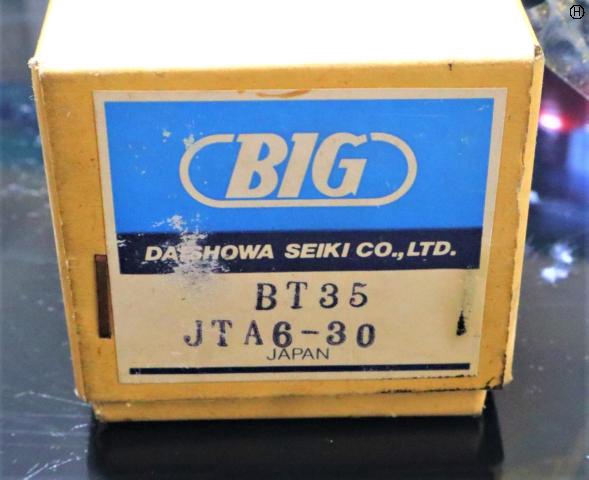 BIG
DAISHOWA SEIKI CO.,LTD.
BT35
JTA6-30
JAPAN
H